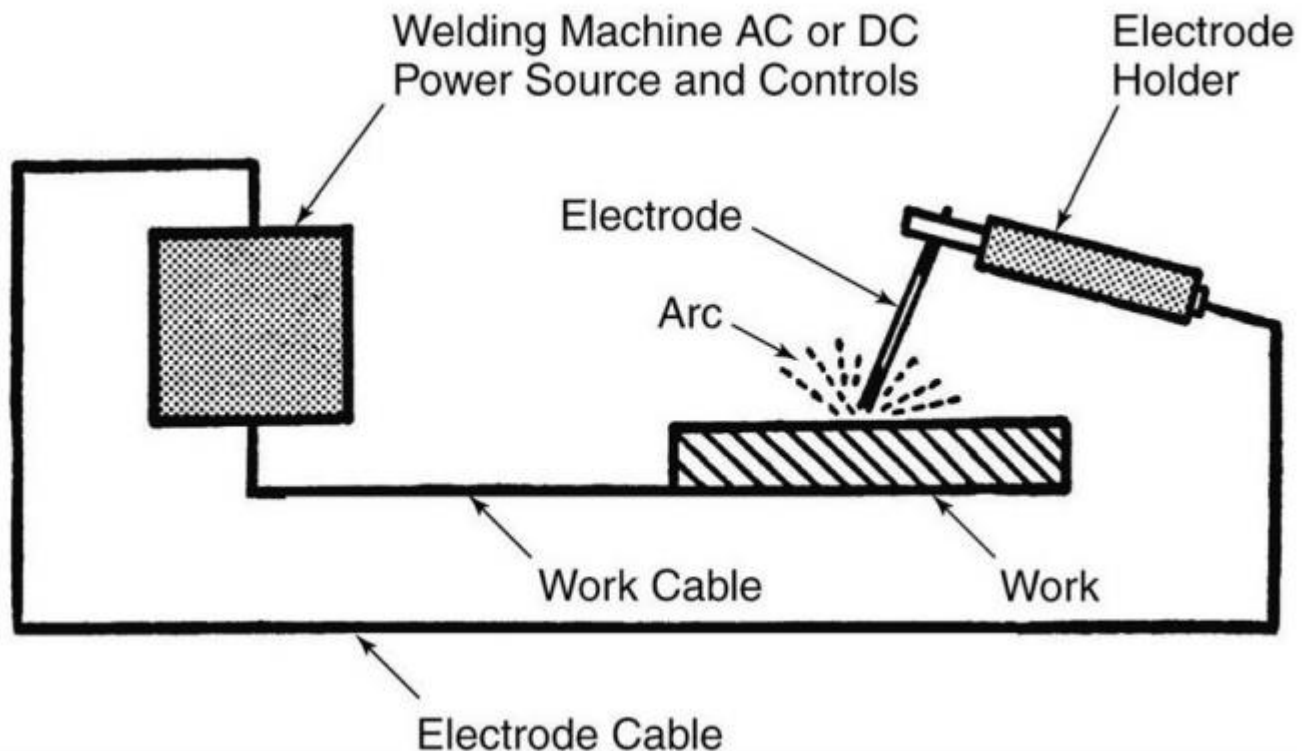 Welding Machine AC or DC
Power Source and Controls
Electrode
Holder
Electrode
Arc
Work Cable
Work
Electrode Cable